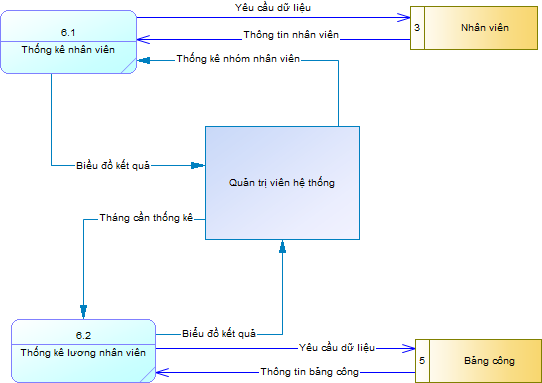 Yêu cầu dữ liệu
6.1
Thống kê nhân viên
3
Nhân viên
Thông tin nhân viên
Thống kê nhóm nhân viên
Biểu đồ kết quả
Quản trị viên hệ thống
Tháng cần thống kê
6.2
Thống kê lương nhân viên
Biểu đồ kết quả
Yêu cầu dữ liệu
5
Bảng công
Thông tin bảng công